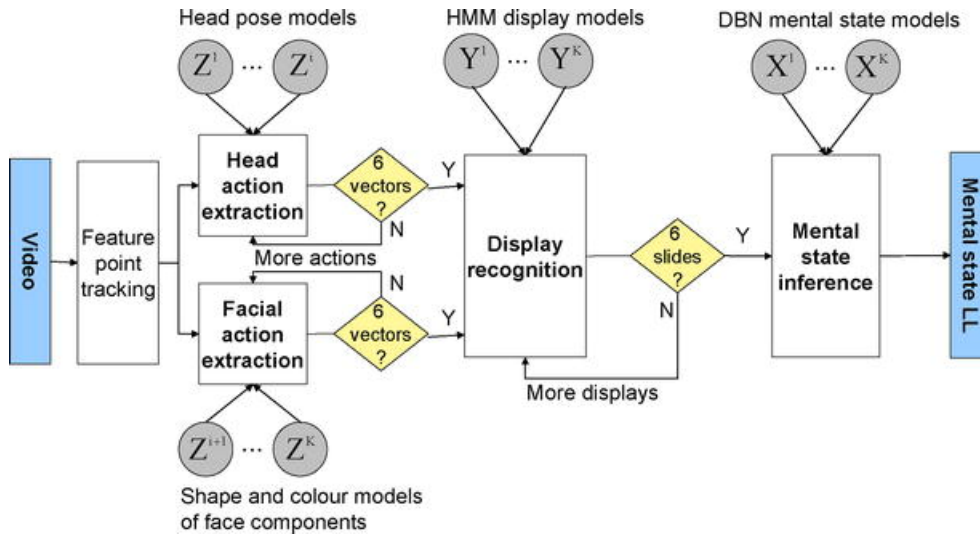 Head pose models
HMM display models
DBN mental state models
Z¹ ... Zⁱ
Y¹ ... Yᴷ
X¹ ... Xᴷ
Video
Feature
point
tracking
Head
action
extraction
6
vectors
?
Y
N
More actions
Facial
action
extraction
6
vectors
?
N
Y
Display
recognition
6
slides
?
Y
N
More displays
Mental
state
inference
Mental state LL
Zⁱ⁺¹ ... Zᴷ
Shape and colour models
of face components